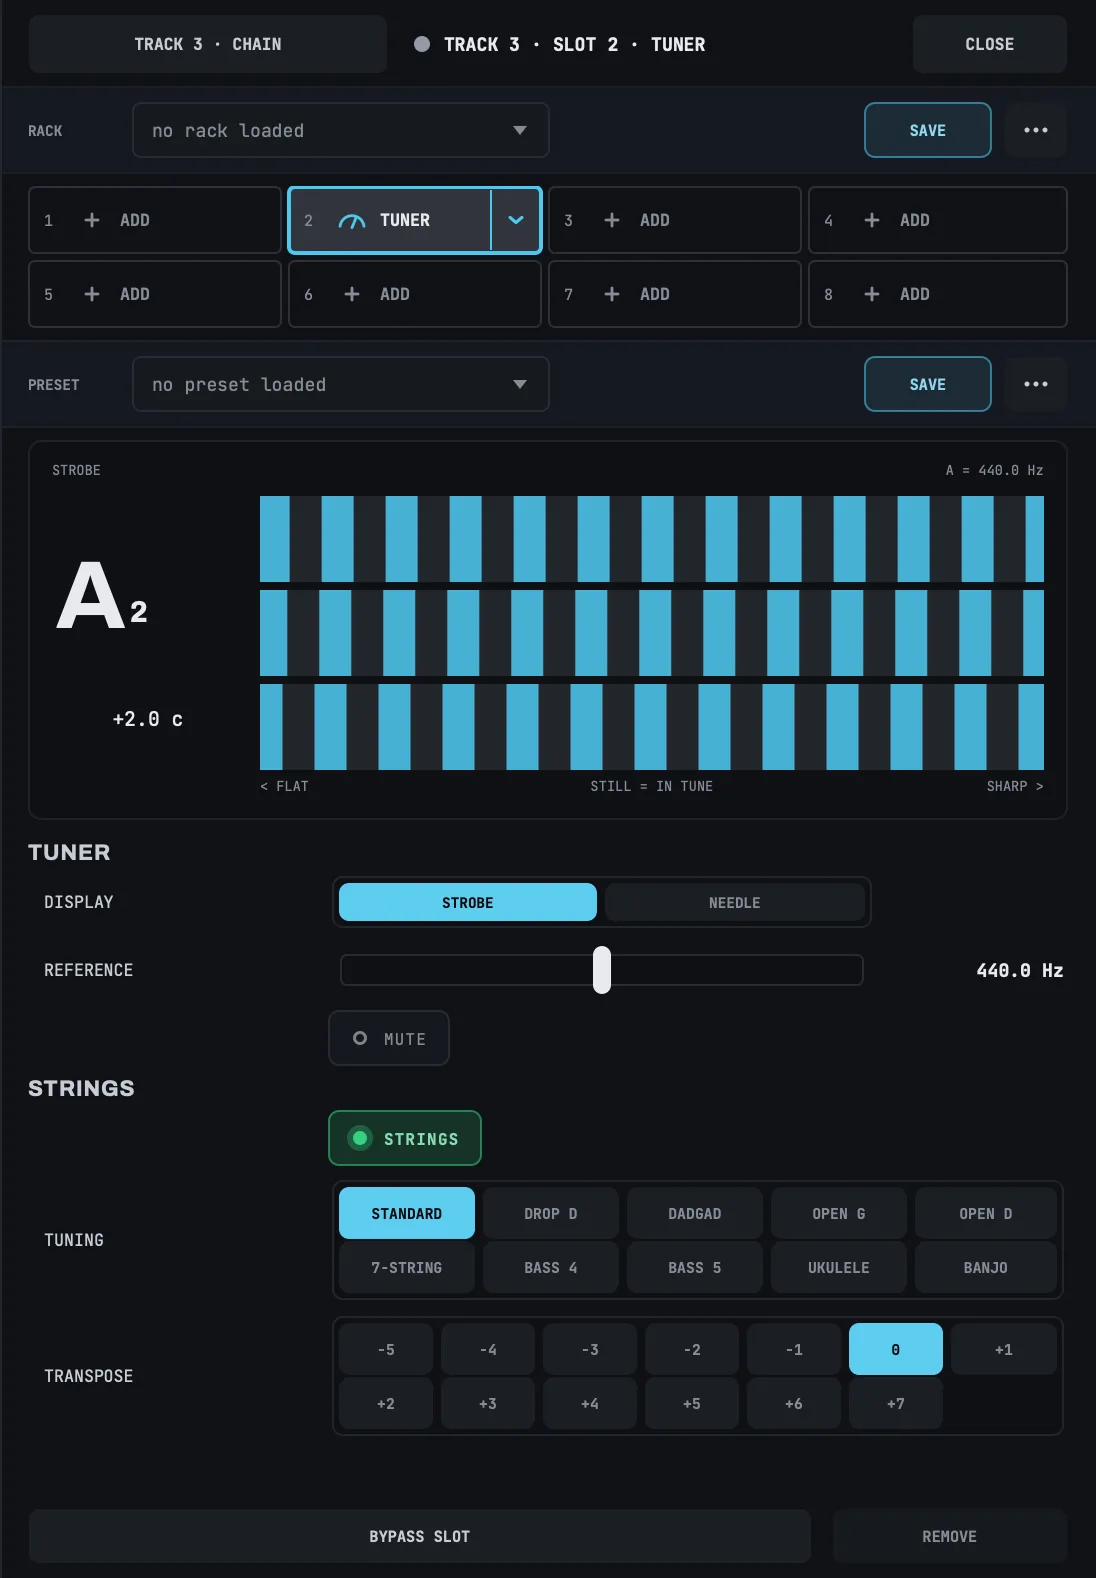 TRACK 3 · CHAIN
TRACK 3 · SLOT 2 · TUNER
CLOSE
RACK
no rack loaded
SAVE
1 + ADD
2 TUNER
3 + ADD
4 + ADD
5 + ADD
6 + ADD
7 + ADD
8 + ADD
PRESET
no preset loaded
SAVE
STROBE
A = 440.0 Hz
A2
+2.0 c
< FLAT
STILL = IN TUNE
SHARP >
TUNER
DISPLAY
STROBE
NEEDLE
REFERENCE
440.0 Hz
MUTE
STRINGS
STRINGS
TUNING
STANDARD
DROP D
DADGAD
OPEN G
OPEN D
7-STRING
BASS 4
BASS 5
UKULELE
BANJO
TRANSPOSE
-5
-4
-3
-2
-1
0
+1
+2
+3
+4
+5
+6
+7
BYPASS SLOT
REMOVE